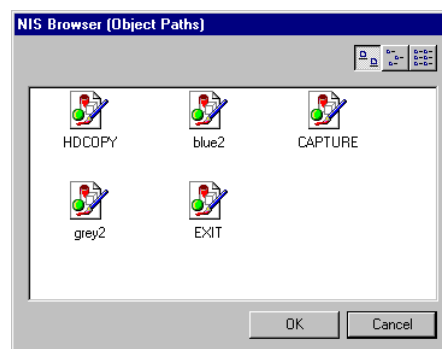 NIS Browser (Object Paths)
HDCOPY blue2 CAPTURE
grey2 EXIT
OK Cancel